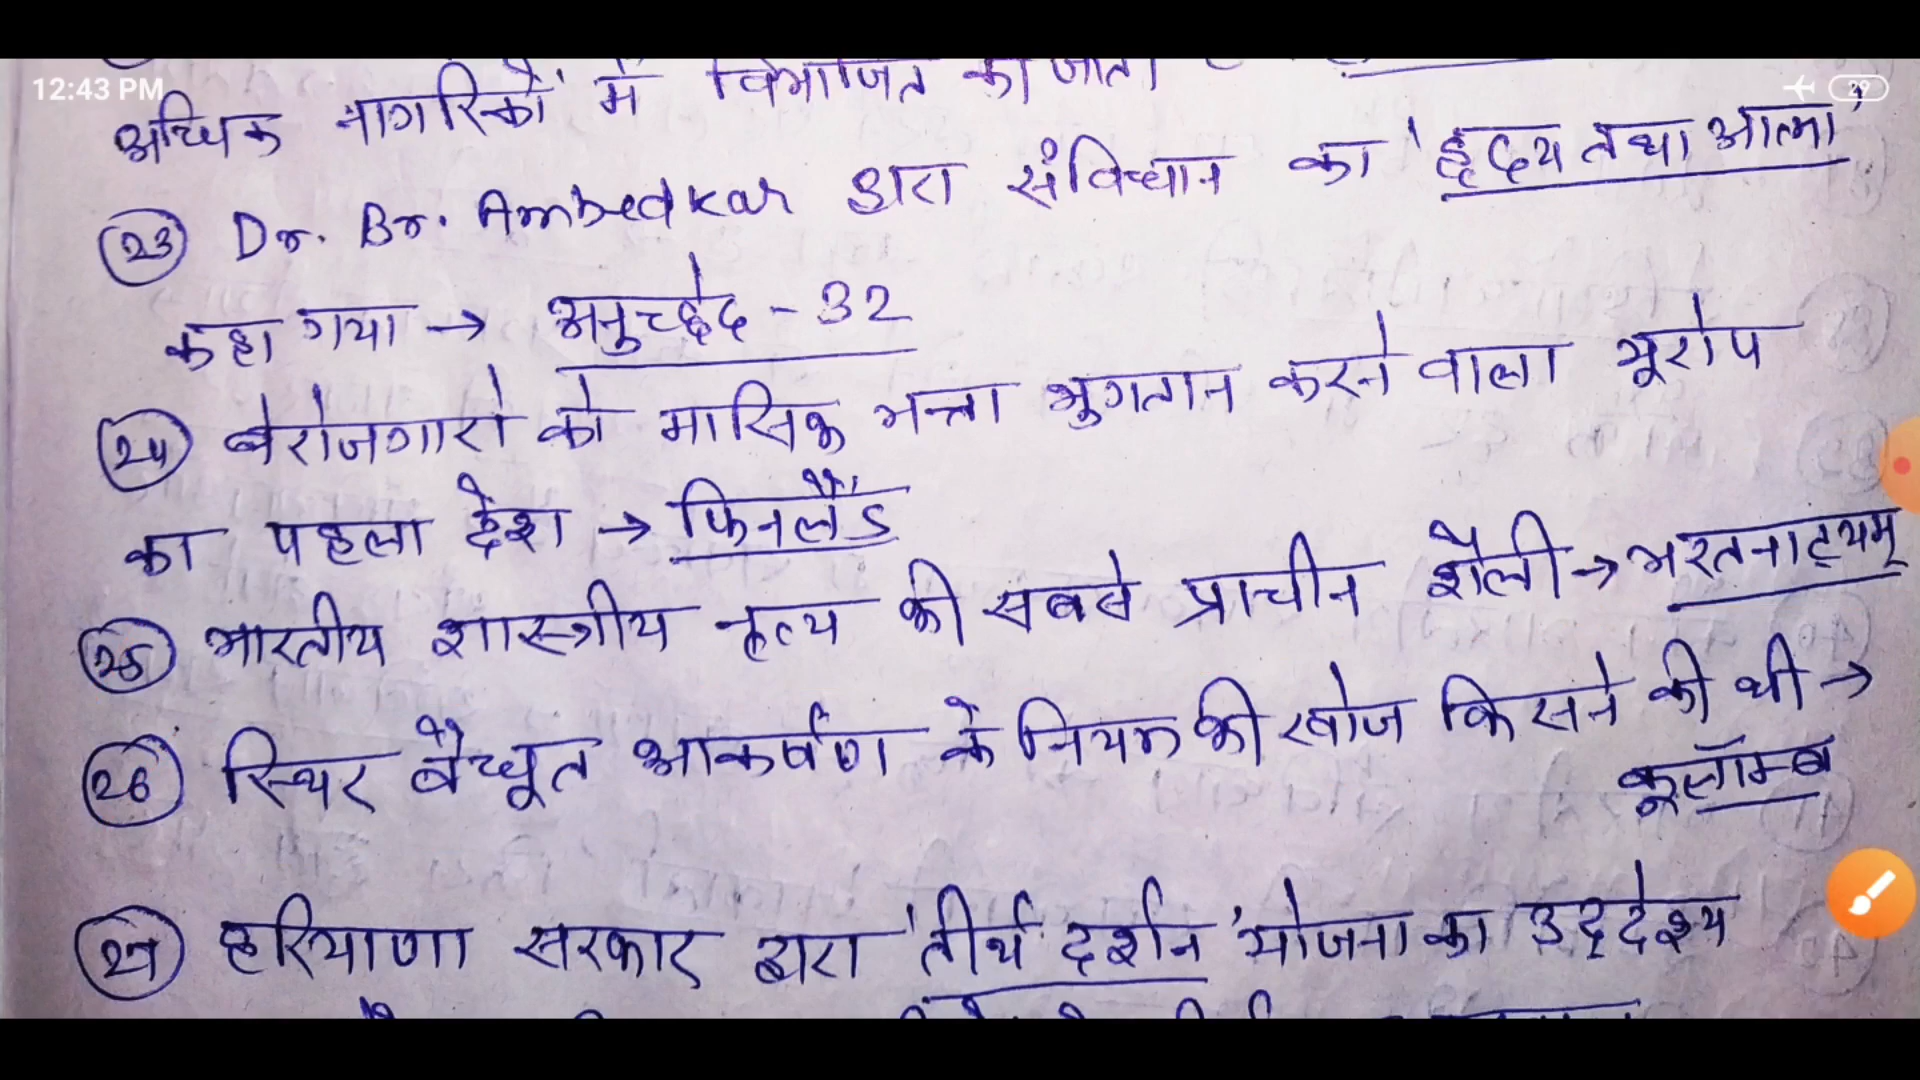 12:43 PM
29
अधिक नागरिकों में विभाजित की जाती
23 Dr. Br. Ambedkar द्वारा संविधान का 'हृदय तथा आत्मा'
कहा गया → अनुच्छेद - 32
24 बेरोजगारो को मासिक भत्ता भुगतान करने वाला यूरोप
का पहला देश → फिनलैंड
25 भारतीय शास्त्रीय नृत्य की सबसे प्राचीन शैली → भरतनाट्यम्
26 स्थिर वैधूत आकर्षण के नियम की खोज किसने की थी →
कूलॉम्ब
27 हरियाणा सरकार द्वारा 'तीर्थ दर्शन' योजना का उद्देश्य